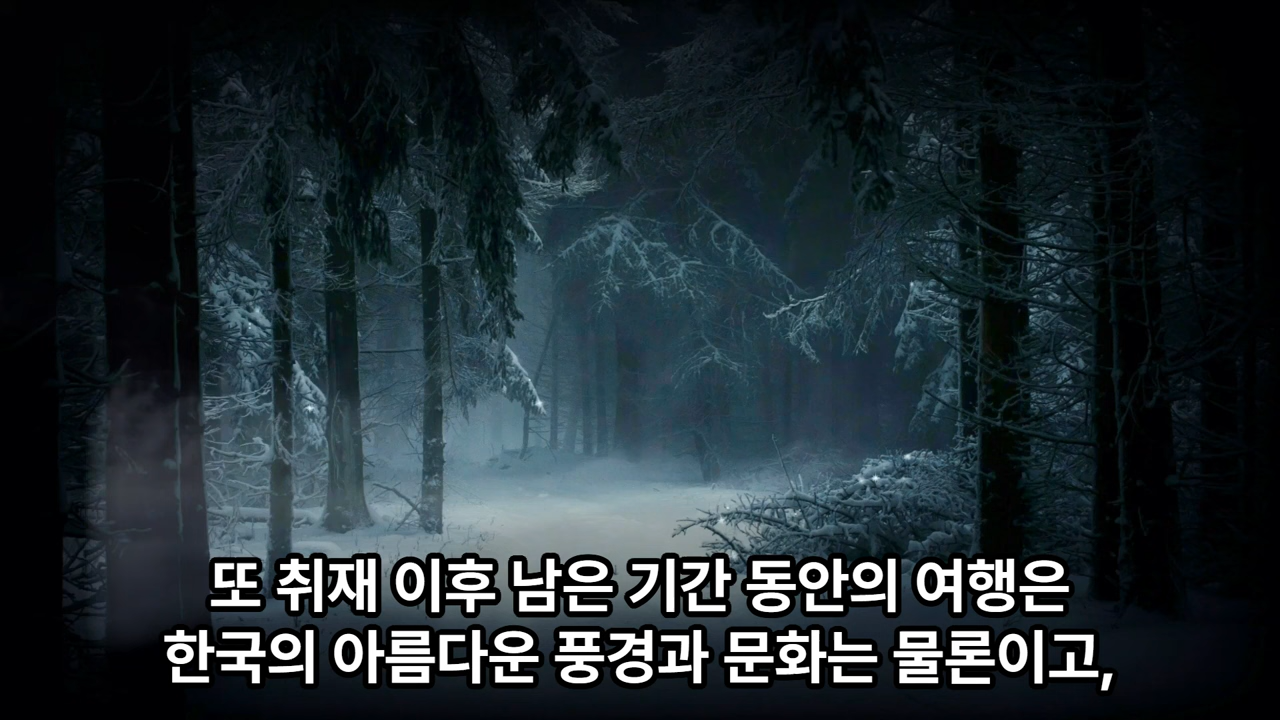 또 취재 이후 남은 기간 동안의 여행은
한국의 아름다운 풍경과 문화는 물론이고,